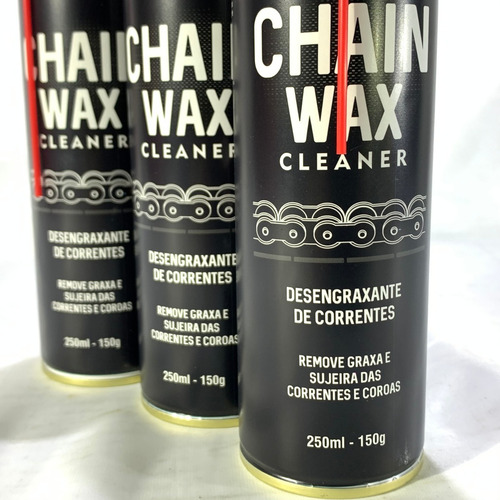 CHAIN
WAX
CLEANER
DESENGRAXANTE
DE CORRENTES
REMOVE GRAXA E
SUJEIRA DAS
CORRENTES E COROAS
250ml - 150g
CHAIN
WAX
CLEANER
DESENGRAXANTE
DE CORRENTES
REMOVE GRAXA E
SUJEIRA DAS
CORRENTES E COROAS
250ml - 150g
CHAIN
WAX
CLEANER
DESENGRAXANTE
DE CORRENTES
REMOVE GRAXA E
SUJEIRA DAS
CORRENTES E COROAS
250ml - 150g